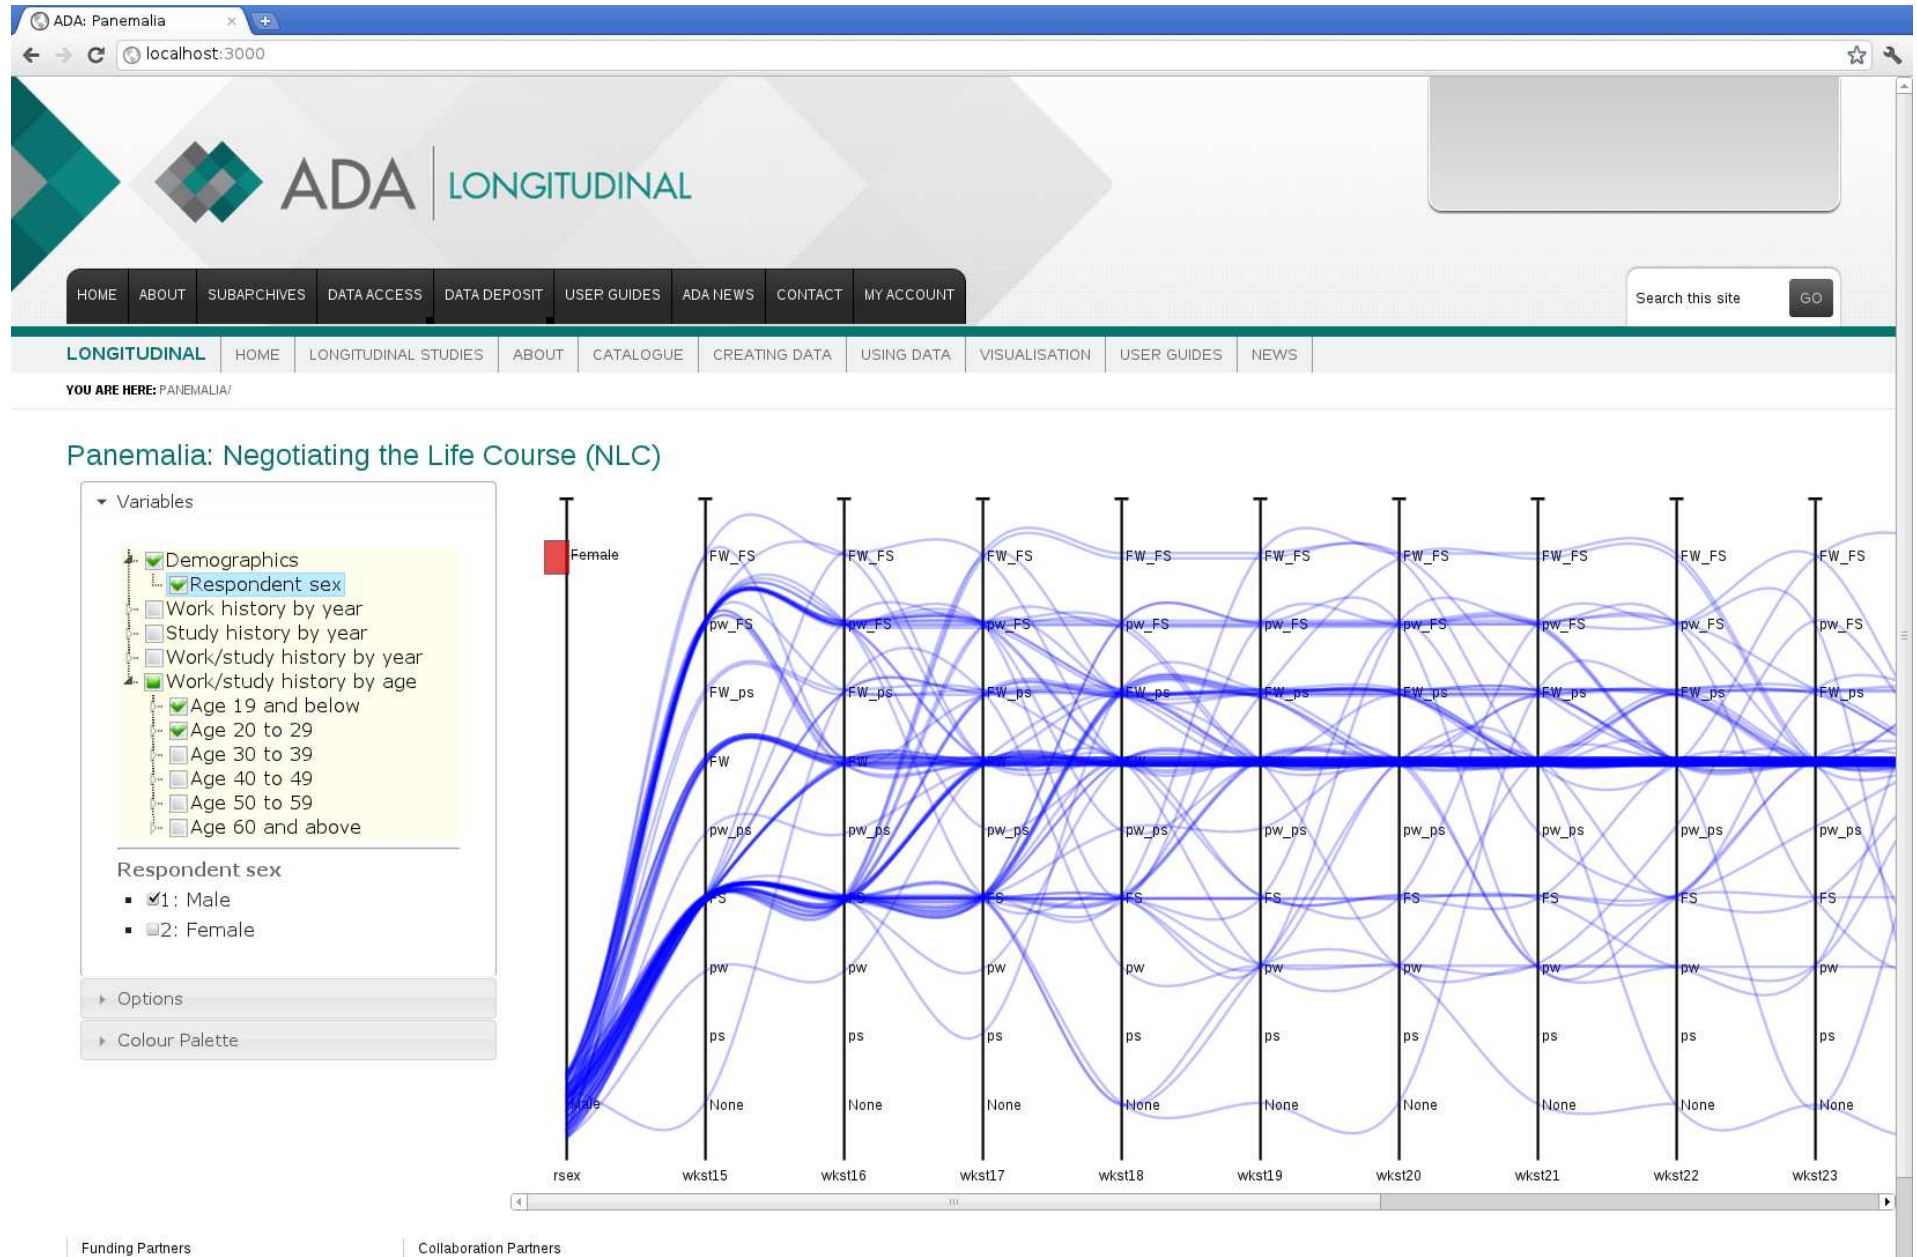 ADA: Panemalia
localhost:3000
ADA LONGITUDINAL
HOME ABOUT SUBARCHIVES DATA ACCESS DATA DEPOSIT USER GUIDES ADA NEWS CONTACT MY ACCOUNT
Search this site GO
LONGITUDINAL HOME LONGITUDINAL STUDIES ABOUT CATALOGUE CREATING DATA USING DATA VISUALISATION USER GUIDES NEWS
YOU ARE HERE: PANEMALIA/
Panemalia: Negotiating the Life Course (NLC)
Variables
Demographics
Respondent sex
Work history by year
Study history by year
Work/study history by year
Work/study history by age
Age 19 and below
Age 20 to 29
Age 30 to 39
Age 40 to 49
Age 50 to 59
Age 60 and above
Respondent sex
1: Male
2: Female
Options
Colour Palette
Female FW_FS FW_FS FW_FS FW_FS FW_FS FW_FS FW_FS FW_FS FW_FS
pw_FS pw_FS pw_FS pw_FS pw_FS pw_FS pw_FS pw_FS pw_FS
FW_ps FW_ps FW_ps FW_ps FW_ps FW_ps FW_ps FW_ps FW_ps
FW FW
pw_ps pw_ps pw_ps pw_ps pw_ps pw_ps pw_ps pw_ps pw_ps
FS FS FS FS FS FS FS FS FS
pw pw pw pw pw pw pw pw pw
ps ps ps ps ps ps ps ps ps
Male None None None None None None None None None
rsex wkst15 wkst16 wkst17 wkst18 wkst19 wkst20 wkst21 wkst22 wkst23
Funding Partners Collaboration Partners